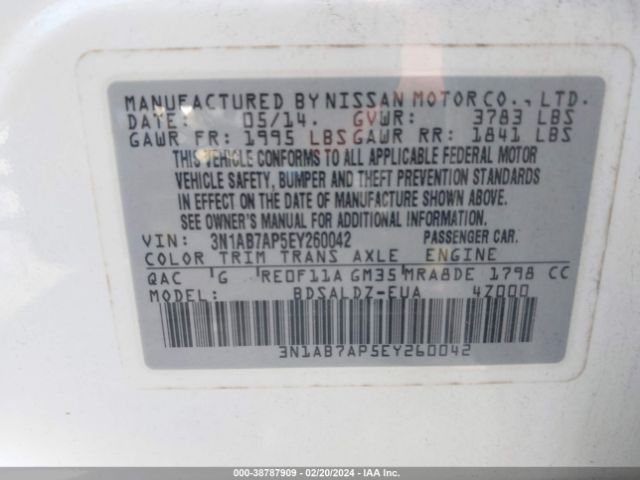 MANUFACTURED BY NISSAN MOTOR CO., LTD.
DATE: 05/14. GVWR: 3783 LBS
GAWR FR: 1995 LBS GAWR RR: 1841 LBS
THIS VEHICLE CONFORMS TO ALL APPLICABLE FEDERAL MOTOR
VEHICLE SAFETY, BUMPER AND THEFT PREVENTION STANDARDS
IN EFFECT ON THE DATE OF MANUFACTURE SHOWN ABOVE.
SEE OWNER'S MANUAL FOR ADDITIONAL INFORMATION.
VIN: 3N1AB7AP5EY260042 PASSENGER CAR.
COLOR TRIM TRANS AXLE ENGINE
QAC G RE0F11A GM35 MRA8DE 1798 CC
MODEL: BDSALDZ-EUA 4Z000
3N1AB7AP5EY260042
000-38787909 - 02/20/2024 - IAAI.com